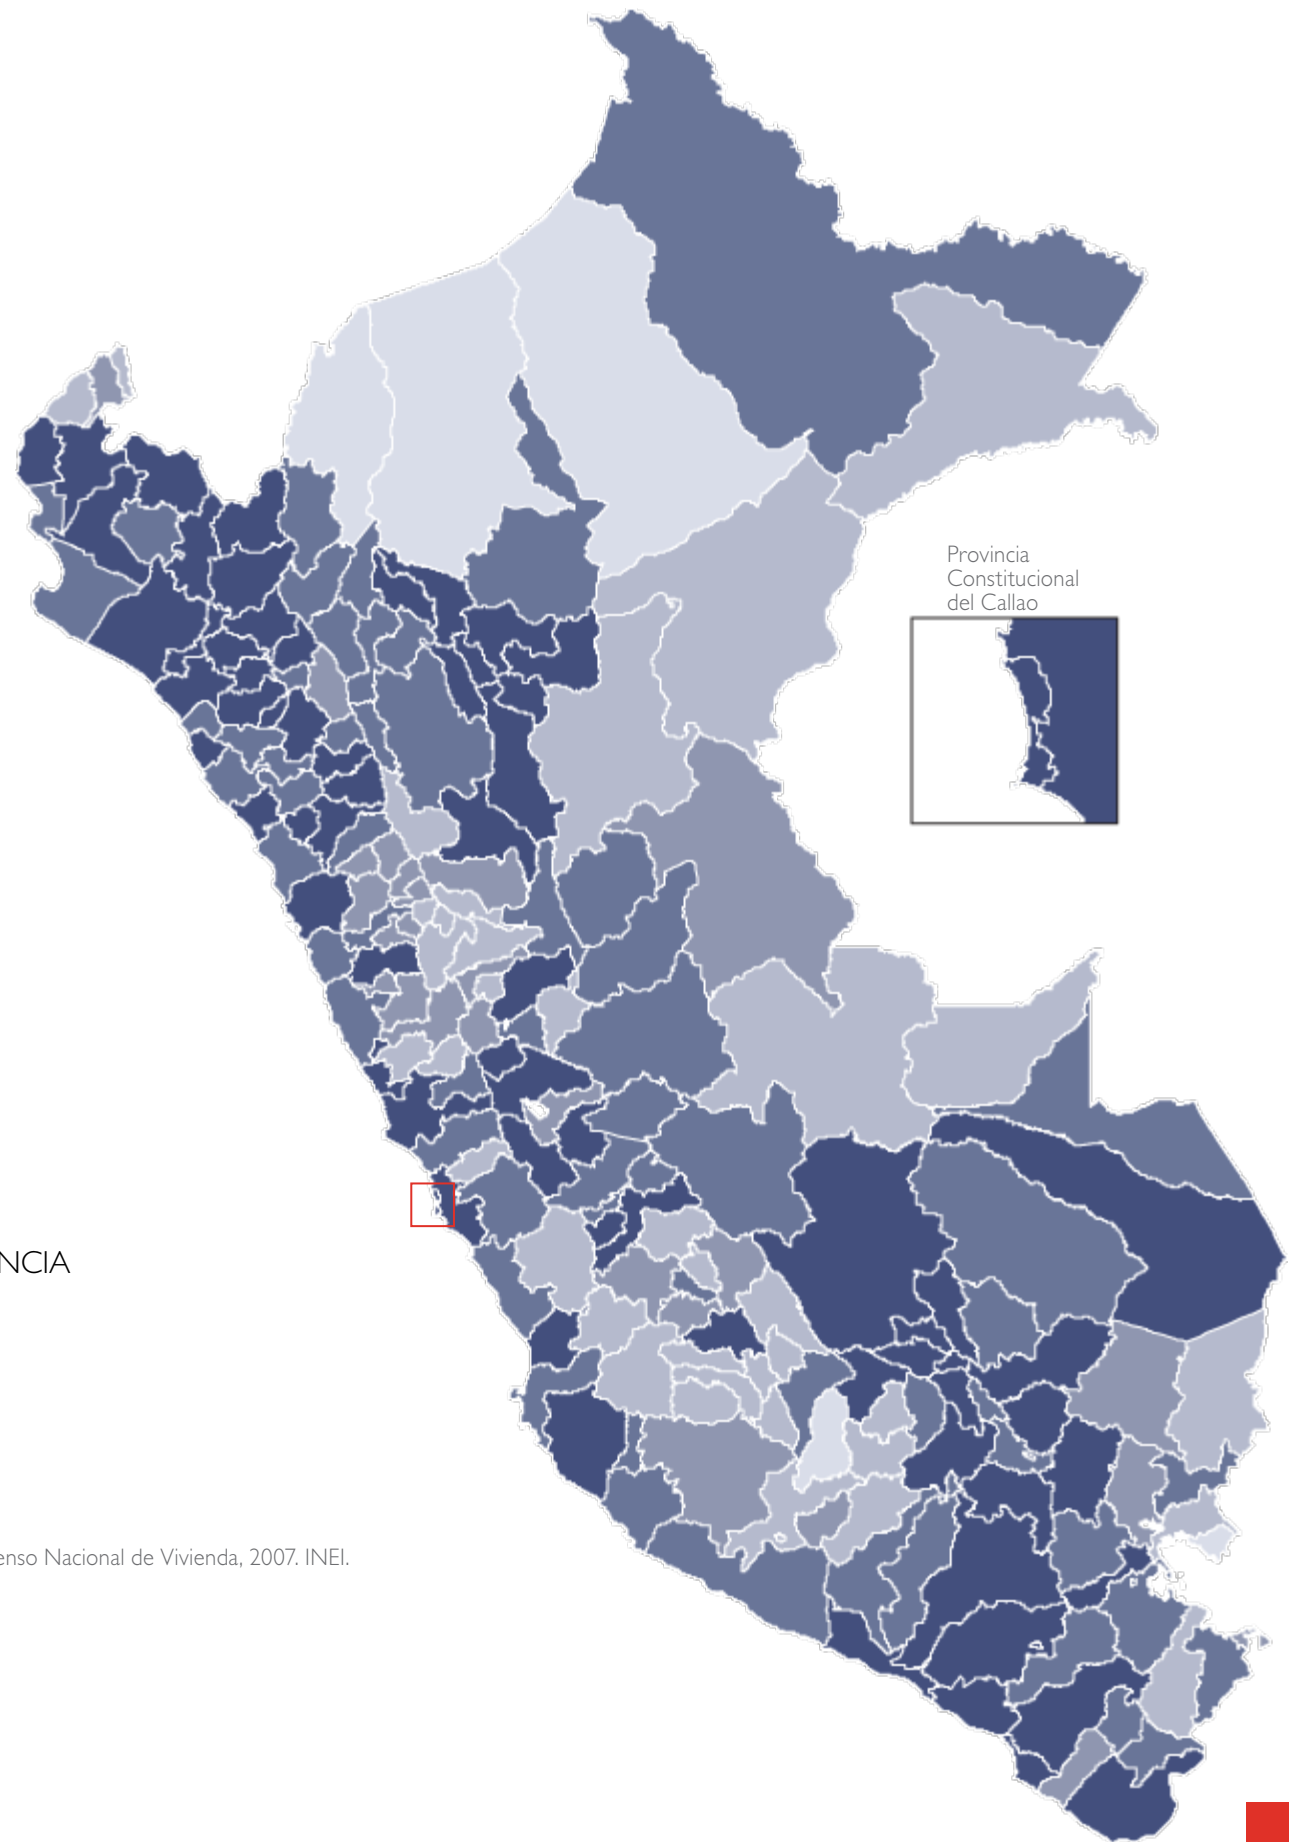 Provincia
Constitucional
del Callao
NCIA
enso Nacional de Vivienda, 2007. INEI.